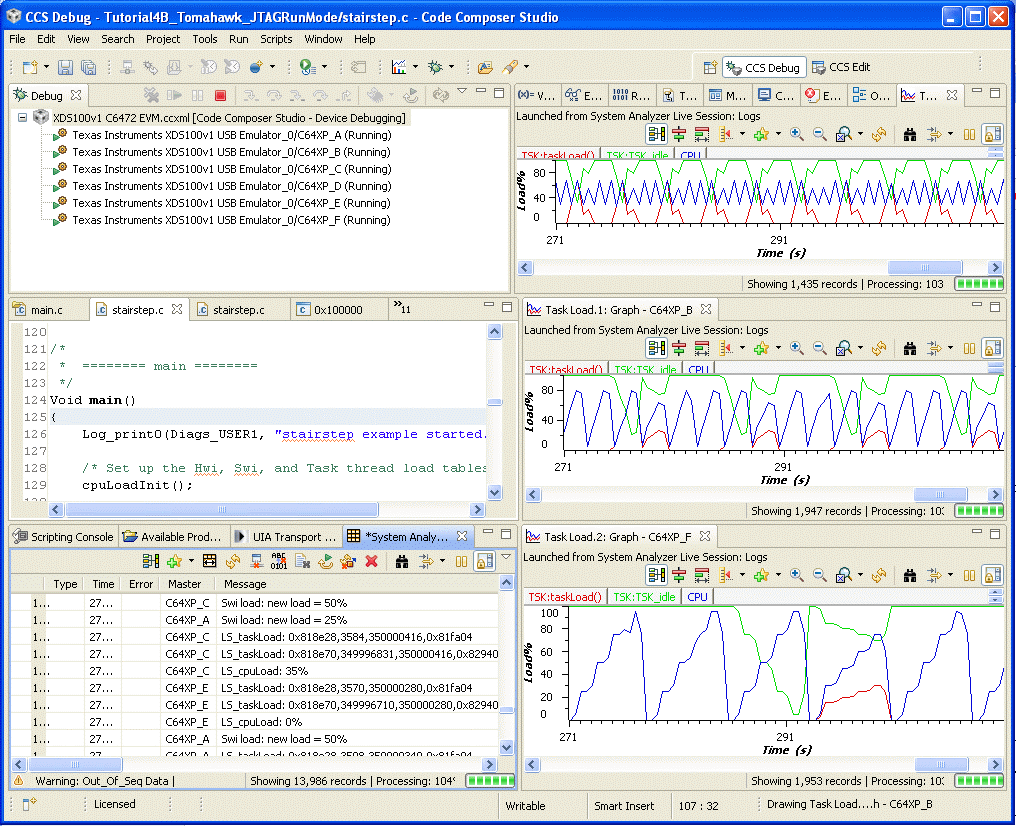 CCS Debug - Tutorial4B_Tomahawk_JTAGRunMode/stairstep.c - Code Composer Studio
File Edit View Search Project Tools Run Scripts Window Help
CCS Debug CCS Edit
Debug
XDS100v1 C6472 EVM.ccxml [Code Composer Studio - Device Debugging]
Texas Instruments XDS100v1 USB Emulator_0/C64XP_A (Running)
Texas Instruments XDS100v1 USB Emulator_0/C64XP_B (Running)
Texas Instruments XDS100v1 USB Emulator_0/C64XP_C (Running)
Texas Instruments XDS100v1 USB Emulator_0/C64XP_D (Running)
Texas Instruments XDS100v1 USB Emulator_0/C64XP_E (Running)
Texas Instruments XDS100v1 USB Emulator_0/C64XP_F (Running)
(x)= V... E... R... T... M... C... E... O... T...
Launched from System Analyzer Live Session: Logs
TSK:taskLoad() TSK:TSK_idle CPU
Load%
80
40
0
271 291
Time (s)
Showing 1,435 records | Processing: 103
main.c stairstep.c stairstep.c 0x100000 »11
120
121 /*
122 * ======== main ========
123 */
124 Void main()
125 {
126 Log_print0(Diags_USER1, "stairstep example started.
127
128 /* Set up the Hwi, Swi, and Task thread load tables
129 cpuLoadInit();
Task Load.1: Graph - C64XP_B
Launched from System Analyzer Live Session: Logs
TSK:taskLoad() TSK:TSK_idle CPU
Load%
80
40
0
271 291
Time (s)
Showing 1,947 records | Processing: 10:
Scripting Console Available Prod... UIA Transport ... *System Analy...
Type Time Error Master Message
1... 27... C64XP_C Swi load: new load = 50%
1... 27... C64XP_A Swi load: new load = 25%
1... 27... C64XP_C LS_taskLoad: 0x818e28,3584,350000416,0x81fa04
1... 27... C64XP_C LS_taskLoad: 0x818e70,349996831,350000416,0x82940
1... 27... C64XP_C LS_cpuLoad: 35%
1... 27... C64XP_E LS_taskLoad: 0x818e28,3570,350000280,0x81fa04
1... 27... C64XP_E LS_taskLoad: 0x818e70,349996710,350000280,0x82940
1... 27... C64XP_E LS_cpuLoad: 0%
1... 27... C64XP_A Swi load: new load = 50%
1... 27... C64XP_A LS_taskLoad: 0x818e28,3508,350000340,0x81fa04
Warning: Out_Of_Seq Data | Showing 13,986 records | Processing: 104
Task Load.2: Graph - C64XP_F
Launched from System Analyzer Live Session: Logs
TSK:taskLoad() TSK:TSK_idle CPU
Load%
100
80
60
40
20
0
271 291
Time (s)
Showing 1,953 records | Processing: 10:
Licensed Writable Smart Insert 107 : 32 Drawing Task Load....h - C64XP_B